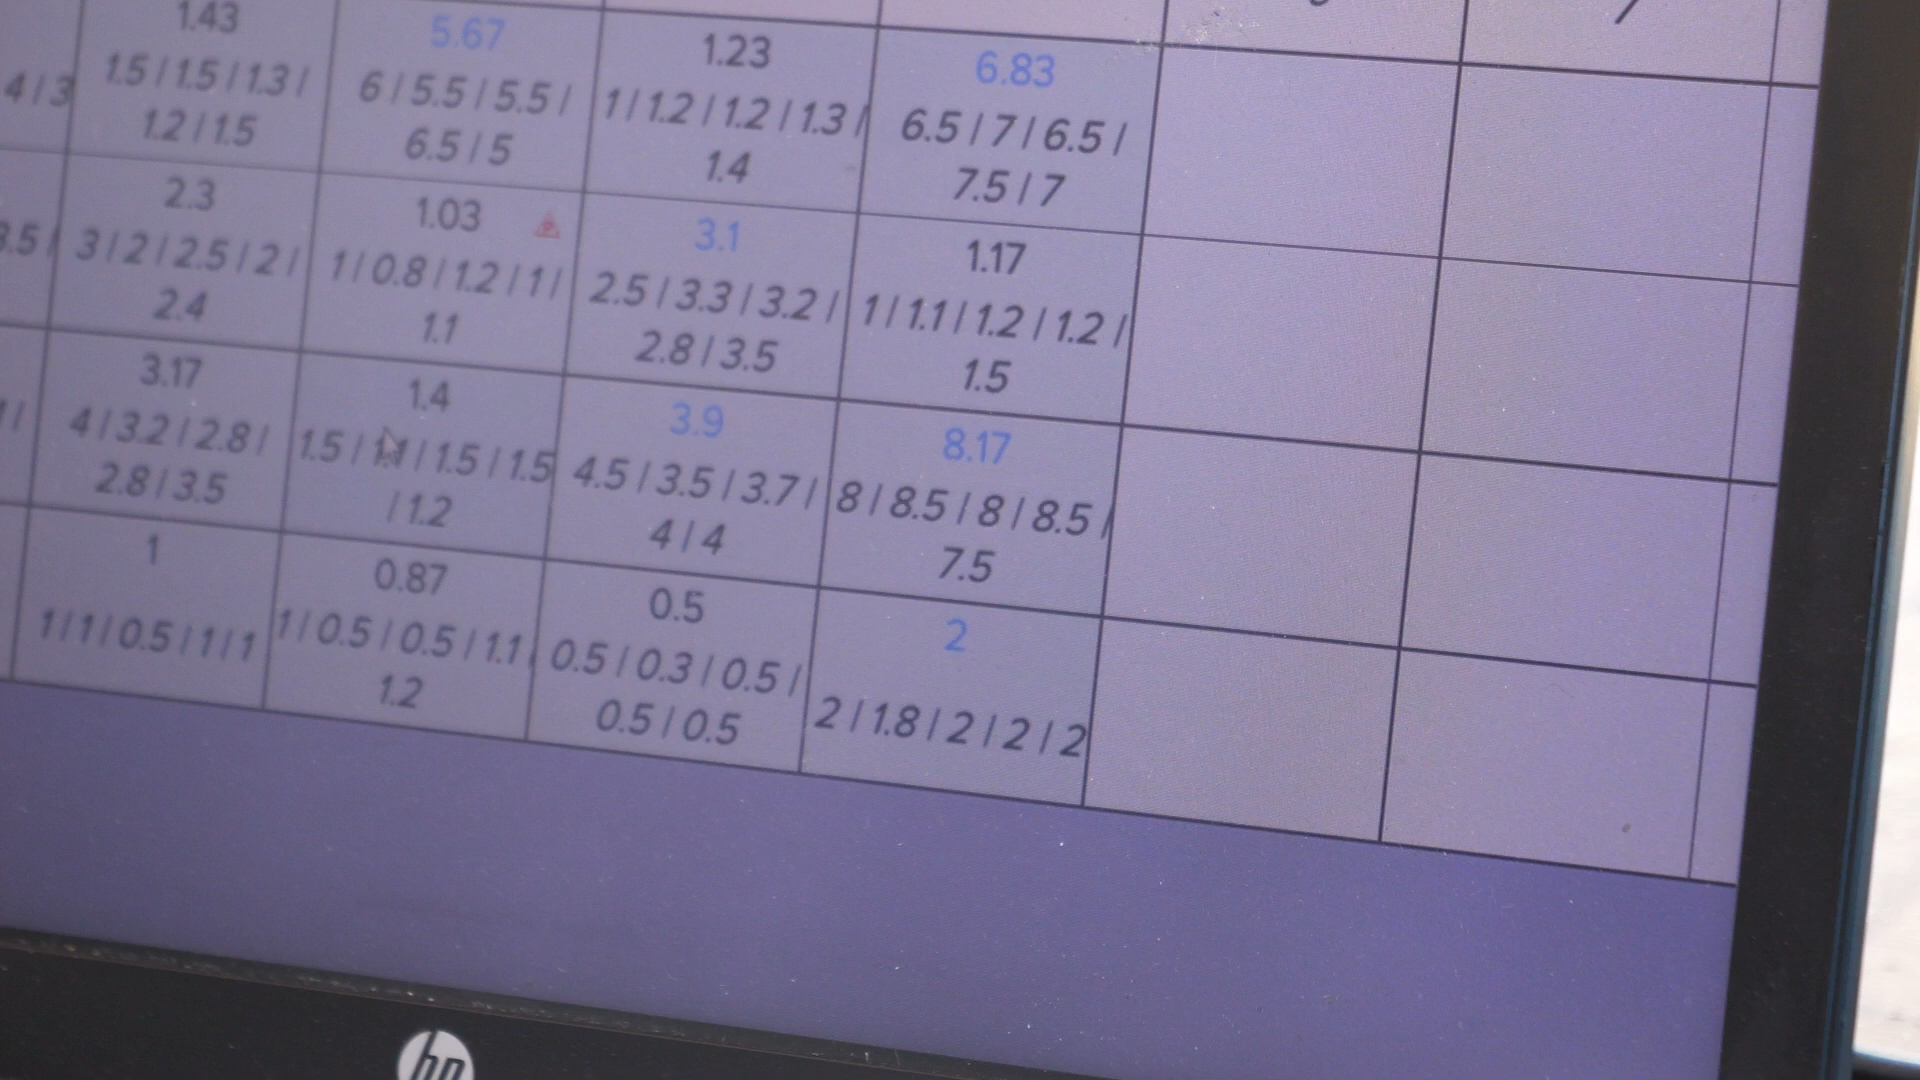 1.43 5.67 1.23 6.83
4 | 3 1.5 | 1.5 | 1.3 | 6 | 5.5 | 5.5 | 1 | 1.2 | 1.2 | 1.3 | 6.5 | 7 | 6.5 |
1.2 | 1.5 6.5 | 5 1.4 7.5 | 7
2.3 1.03 3.1 1.17
3.5 | 3 | 2 | 2.5 | 2 | 1 | 0.8 | 1.2 | 1 | 2.5 | 3.3 | 3.2 | 1 | 1.1 | 1.2 | 1.2 |
2.4 1.1 2.8 | 3.5 1.5
3.17 1.4 3.9 8.17
4 | 3.2 | 2.8 | 1.5 | 1.1 | 1.5 | 1.5 4.5 | 3.5 | 3.7 | 8 | 8.5 | 8 | 8.5 |
2.8 | 3.5 | 1.2 4 | 4 7.5
1 0.87 0.5 2
1 | 1 | 0.5 | 1 | 1 1 | 0.5 | 0.5 | 1.1 | 0.5 | 0.3 | 0.5 | 2 | 1.8 | 2 | 2 | 2
1.2 0.5 | 0.5
hp